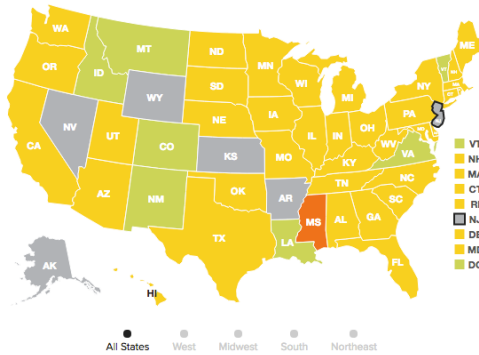 WA
MT
ND
MN
ME
OR
ID
SD
WI
MI
NY
VT
WY
NE
IA
PA
NV
UT
CO
IL
IN
OH
WV
VA
CA
KS
MO
KY
NC
AZ
NM
OK
AR
TN
SC
TX
LA
MS
AL
GA
FL
AK
HI
VT
NH
MA
CT
RI
NJ
DE
MD
DC
All States
West
Midwest
South
Northeast